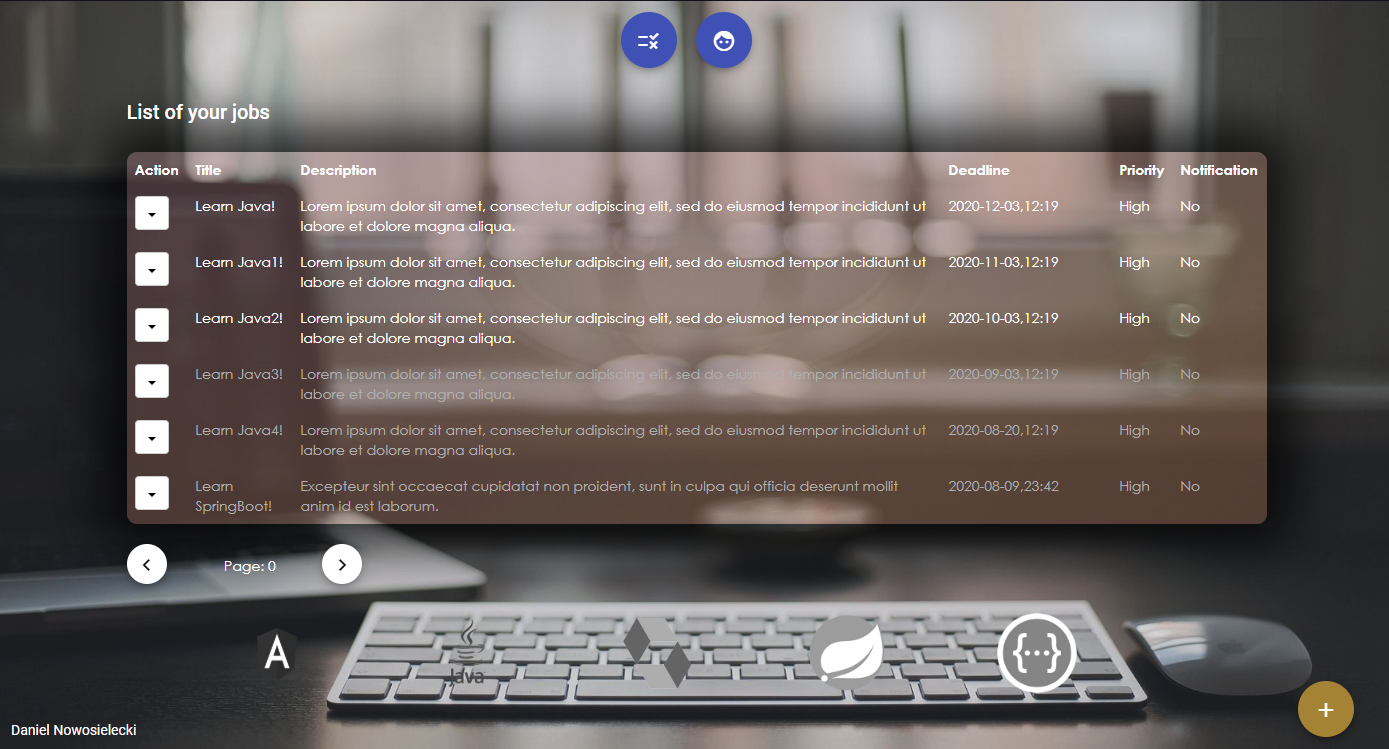 List of your jobs
Action Title Description Deadline Priority Notification
Learn Java! Lorem ipsum dolor sit amet, consectetur adipiscing elit, sed do eiusmod tempor incididunt ut 2020-12-03,12:19 High No
labore et dolore magna aliqua.
Learn Java1! Lorem ipsum dolor sit amet, consectetur adipiscing elit, sed do eiusmod tempor incididunt ut 2020-11-03,12:19 High No
labore et dolore magna aliqua.
Learn Java2! Lorem ipsum dolor sit amet, consectetur adipiscing elit, sed do eiusmod tempor incididunt ut 2020-10-03,12:19 High No
labore et dolore magna aliqua.
Learn Java3! Lorem ipsum dolor sit amet, consectetur adipiscing elit, sed do eiusmod tempor incididunt ut 2020-09-03,12:19 High No
labore et dolore magna aliqua.
Learn Java4! Lorem ipsum dolor sit amet, consectetur adipiscing elit, sed do eiusmod tempor incididunt ut 2020-08-20,12:19 High No
labore et dolore magna aliqua.
Learn Excepteur sint occaecat cupidatat non proident, sunt in culpa qui officia deserunt mollit 2020-08-09,23:42 High No
SpringBoot! anim id est laborum.
Page: 0
A
Java
{...}
Daniel Nowosielecki